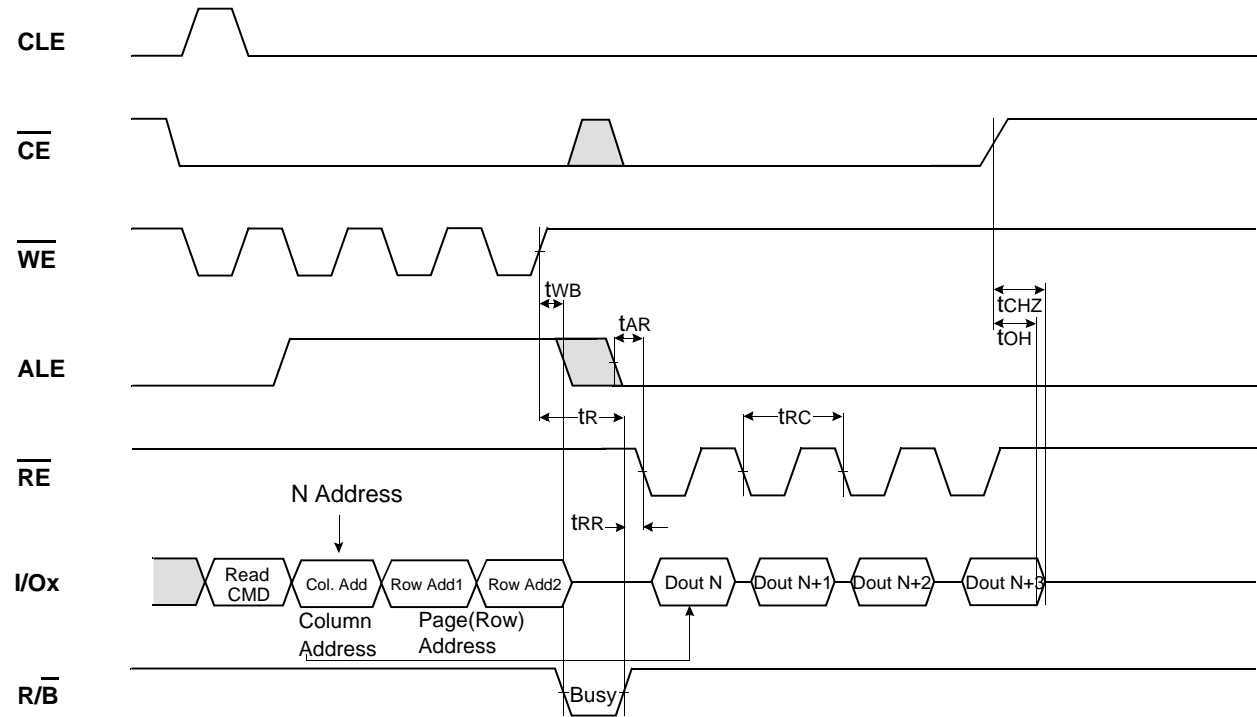 CLE
CE
WE
tWB
tCHZ
tAR
tOH
ALE
tR
tRC
RE
N Address
tRR
I/Ox
Read CMD
Col. Add
Row Add1
Row Add2
Dout N
Dout N+1
Dout N+2
Dout N+3
Column Address
Page(Row) Address
R/B
Busy